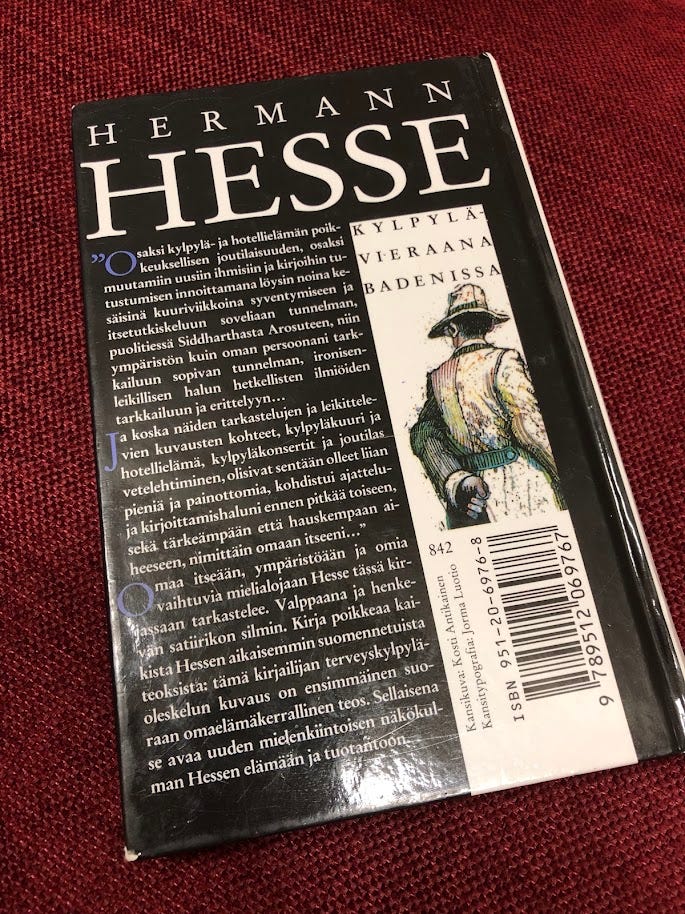 HERMANN
HESSE
”Osaksi kylpylä- ja hotellielämän poik-
keuksellisen joutilaisuuden, osaksi
muutamiin uusiin ihmisiin ja kirjoihin tu-
tustumisen innoittamana löysin noina ke-
säisinä kuuriviikkoina syventymiseen ja
itsetutkiskeluun soveliaan tunnelman,
puolitiessä Siddharthasta Arosuteen, niin
ympäristön kuin oman persoonani tark-
kailuun sopivan tunnelman, ironisen-
leikillisen halun hetkellisten ilmiöiden
tarkkailuun ja erittelyyn...
Ja koska näiden tarkastelujen ja leikittele-
vien kuvausten kohteet, kylpyläkuuri ja
hotellielämä, kylpyläkonsertit ja joutilas
vetelehtiminen, olisivat sentään olleet liian
pieniä ja painottomia, kohdistui ajattelu-
ja kirjoittamishaluni ennen pitkää toiseen,
sekä tärkeämpään että hauskempaan ai-
heeseen, nimittäin omaan itseeni...”
Omaa itseään, ympäristöään ja omia
vaihtuvia mielialojaan Hesse tässä kir-
jassaan tarkastelee. Valppaana ja henke-
vän satiirikon silmin. Kirja poikkeaa kai-
kista Hessen aikaisemmin suomennetuista
teoksista: tämä kirjailijan terveyskylpylä-
oleskelun kuvaus on ensimmäinen suo-
raan omaelämäkerrallinen teos. Sellaisena
se avaa uuden mielenkiintoisen näkökul-
man Hessen elämään ja tuotantoon.
KYLPYLÄ-
VIERAANA
BADENISSA
842
Kansikuva: Kosti Antikainen
Kansitypografia: Jorma Luotio
ISBN 951-20-6976-8
9 789512 069767